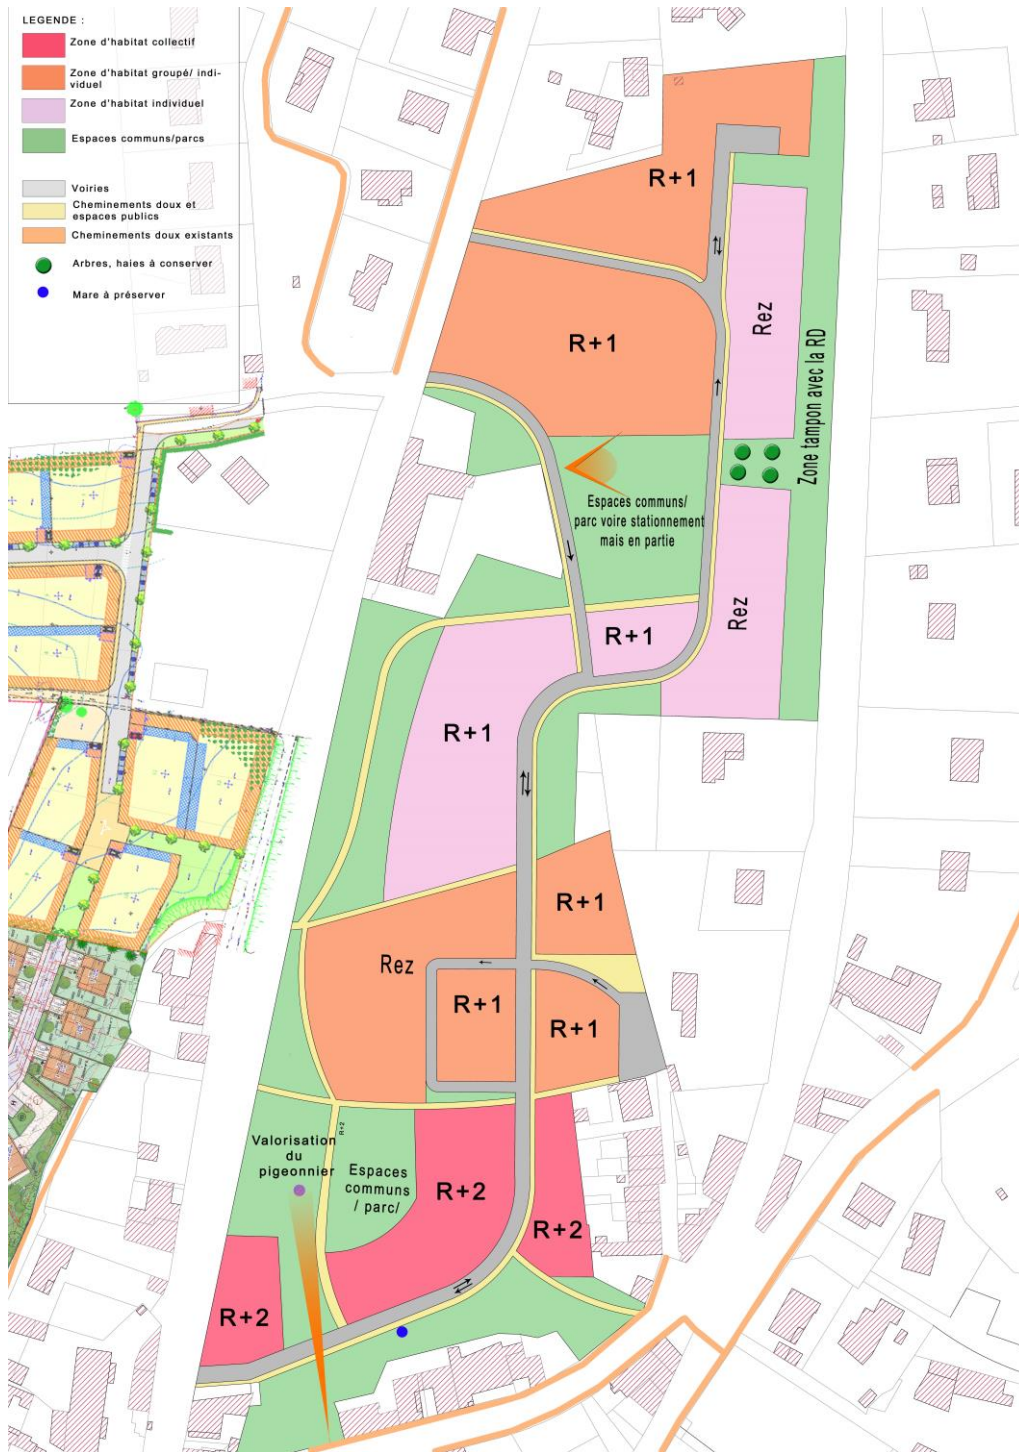 LEGENDE :
Zone d'habitat collectif
Zone d'habitat groupé/ indi-
viduel
Zone d'habitat individuel
Espaces communs/parcs
Voiries
Cheminements doux et
espaces publics
Cheminements doux existants
Arbres, haies à conserver
Mare à préserver
R+1
R+1
Rez
Zone tampon avec la RD
Espaces communs/
parc voire stationnement
mais en partie
Rez
R+1
R+1
R+1
Rez
R+1
R+1
R+2
Valorisation
du
pigeonnier
Espaces
communs
/ parc/
R+2
R+2
R+2